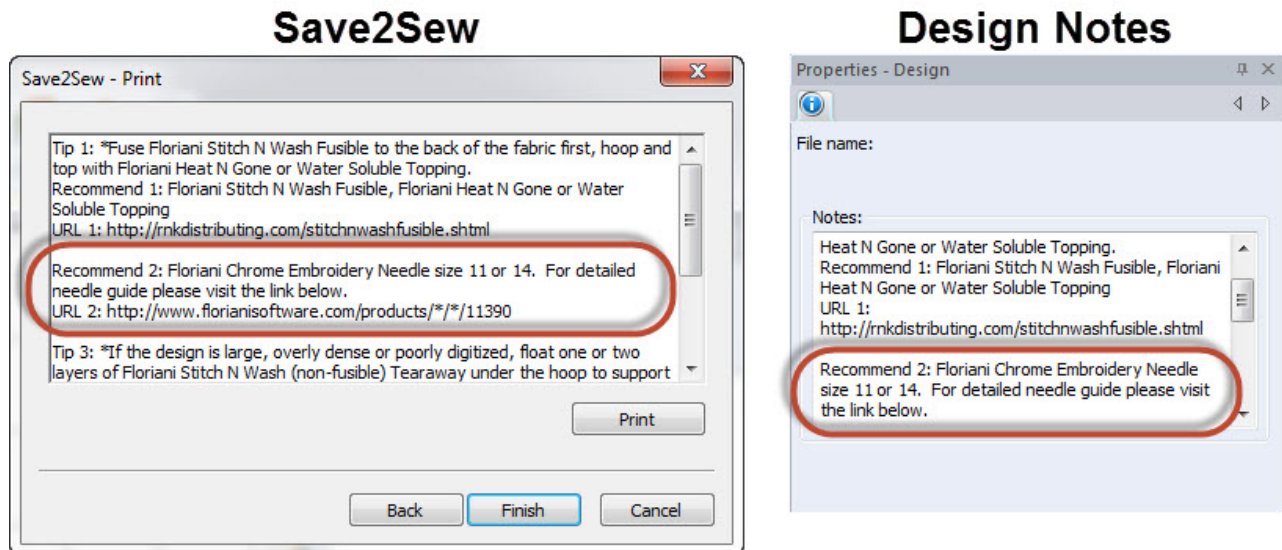 Save2Sew
Save2Sew - Print
Tip 1: *Fuse Floriani Stitch N Wash Fusible to the back of the fabric first, hoop and
top with Floriani Heat N Gone or Water Soluble Topping.
Recommend 1: Floriani Stitch N Wash Fusible, Floriani Heat N Gone or Water
Soluble Topping
URL 1: http://rnkdistributing.com/stitchnwashfusible.shtml
Recommend 2: Floriani Chrome Embroidery Needle size 11 or 14.  For detailed
needle guide please visit the link below.
URL 2: http://www.florianisoftware.com/products/*/*/11390
Tip 3: *If the design is large, overly dense or poorly digitized, float one or two
layers of Floriani Stitch N Wash (non-fusible) Tearaway under the hoop to support
Print
Back
Finish
Cancel
Design Notes
Properties - Design
File name:
Notes:
Heat N Gone or Water Soluble Topping.
Recommend 1: Floriani Stitch N Wash Fusible, Floriani
Heat N Gone or Water Soluble Topping
URL 1:
http://rnkdistributing.com/stitchnwashfusible.shtml
Recommend 2: Floriani Chrome Embroidery Needle
size 11 or 14.  For detailed needle guide please visit
the link below.